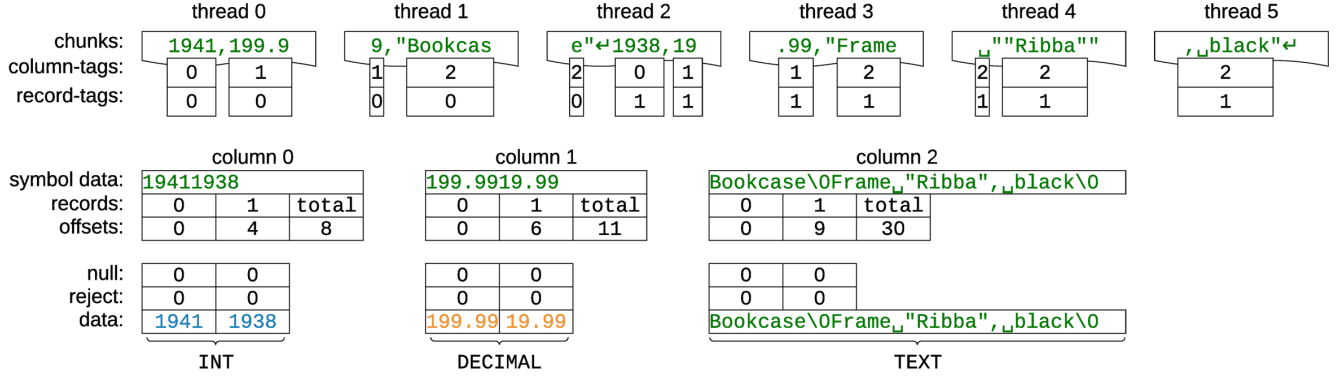 thread 0 thread 1 thread 2 thread 3 thread 4 thread 5
chunks: 1941,199.9 9,"Bookcas e"↵1938,19 .99,"Frame ␣""Ribba"" ,␣black"↵
column-tags: 0 1 1 2 2 0 1 1 2 2 2 2
record-tags: 0 0 0 0 0 1 1 1 1 1 1 1
column 0 column 1 column 2
symbol data: 19411938 199.9919.99 Bookcase\0Frame␣"Ribba",␣black\0
records: 0 1 total 0 1 total 0 1 total
offsets: 0 4 8 0 6 11 0 9 30
null: 0 0 0 0 0 0
reject: 0 0 0 0 0 0
data: 1941 1938 199.99 19.99 Bookcase\0Frame␣"Ribba",␣black\0
INT DECIMAL TEXT